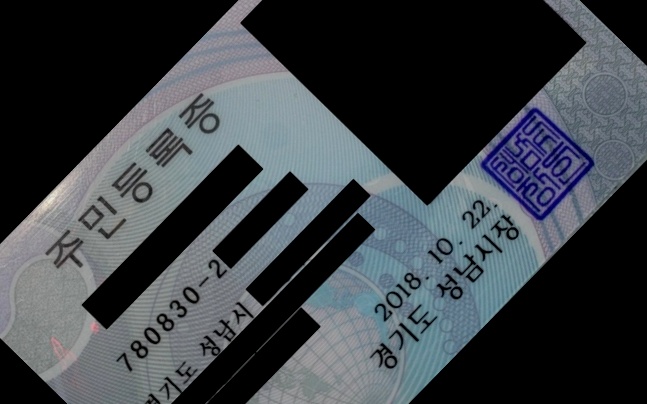 주민등록증
780830-2
경기도 성남시
2018. 10. 22.
경기도 성남시장